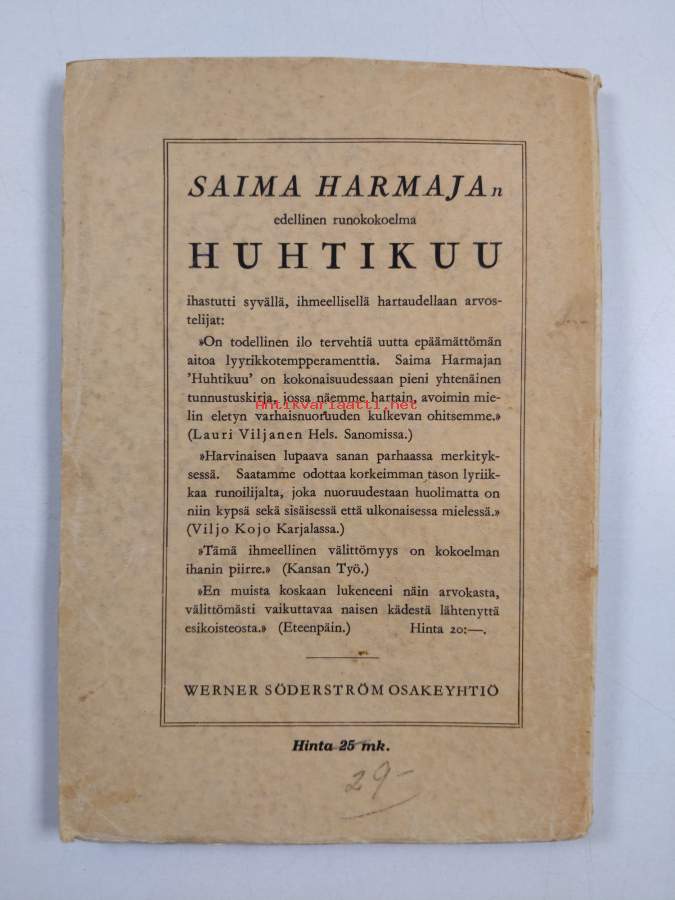 SAIMA HARMAJAn
edellinen runokokoelma
HUHTIKUU
ihastutti syvällä, ihmeellisellä hartaudellaan arvos-
telijat:
»On todellinen ilo tervehtiä uutta epäämättömän
aitoa lyyrikkotempperamenttia. Saima Harmajan
'Huhtikuu' on kokonaisuudessaan pieni yhtenäinen
tunnustuskirja, jossa näemme hartain, avoimin mie-
Antikvariaatti.net
lin eletyn varhaisnuoruuden kulkevan ohitsemme.»
(Lauri Viljanen Hels. Sanomissa.)
»Harvinaisen lupaava sanan parhaassa merkityk-
sessä. Saatamme odottaa korkeimman tason lyriik-
kaa runoilijalta, joka nuoruudestaan huolimatta on
niin kypsä sekä sisäisessä että ulkonaisessa mielessä.»
(Viljo Kojo Karjalassa.)
»Tämä ihmeellinen välittömyys on kokoelman
ihanin piirre.» (Kansan Työ.)
»En muista koskaan lukeneeni näin arvokasta,
välittömästi vaikuttavaa naisen kädestä lähtenyttä
esikoisteosta.» (Eteenpäin.) Hinta 20:—.
WERNER SÖDERSTRÖM OSAKEYHTIÖ
Hinta 25 mk.
29-